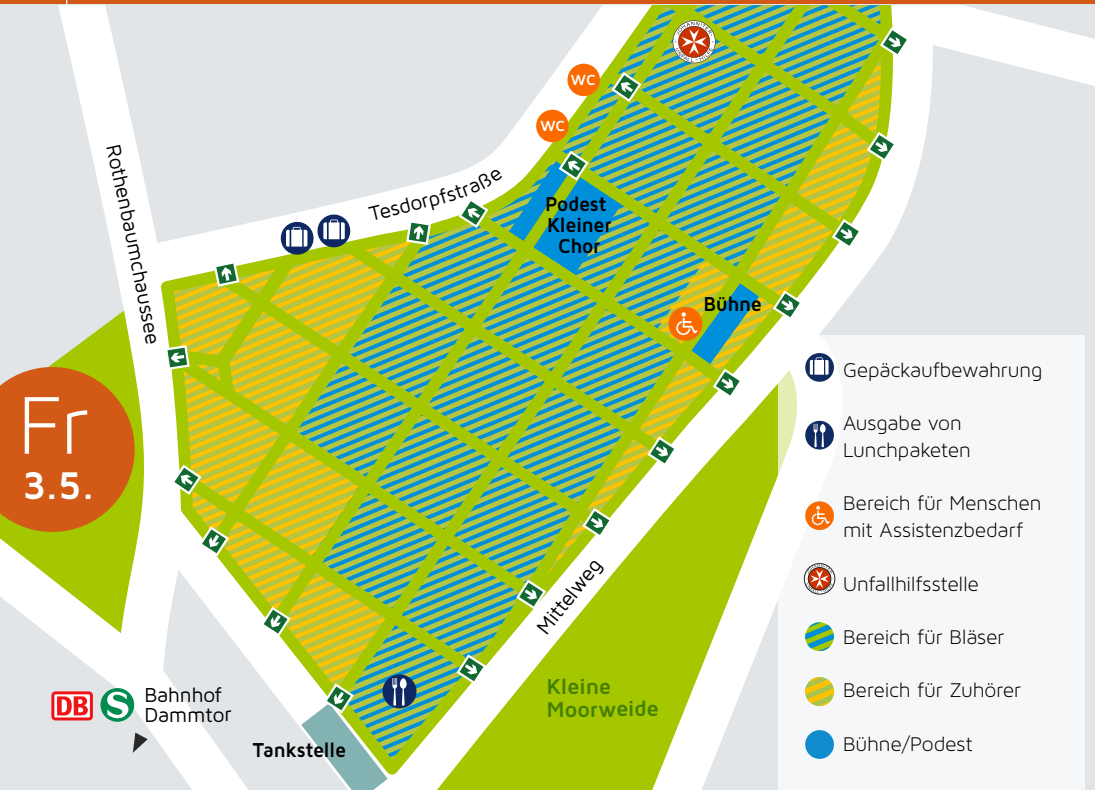 WC
WC
Rothenbaumchaussee
Tesdorpfstraße
Podest
Kleiner
Chor
Bühne
Fr
3.5.
Mittelweg
Kleine
Moorweide
DB S Bahnhof
Dammtor
Tankstelle
Gepäckaufbewahrung
Ausgabe von
Lunchpaketen
Bereich für Menschen
mit Assistenzbedarf
Unfallhilfsstelle
Bereich für Bläser
Bereich für Zuhörer
Bühne/Podest